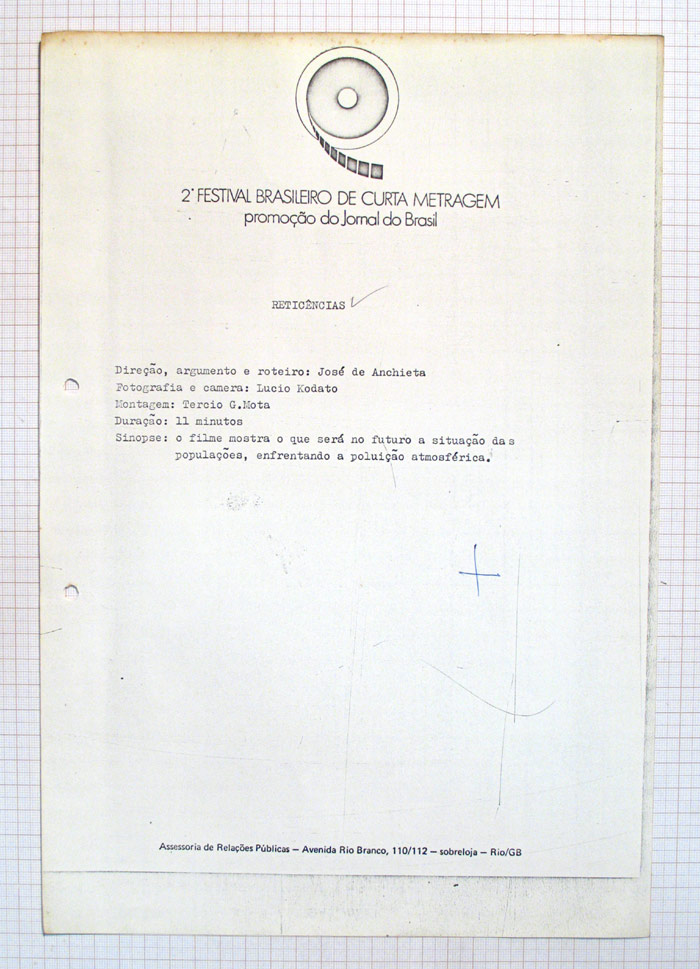 2º FESTIVAL BRASILEIRO DE CURTA METRAGEM
promoção do Jornal do Brasil
RETICÊNCIAS
Direção, argumento e roteiro: José de Anchieta
Fotografia e camera: Lucio Kodato
Montagem: Tercio G.Mota
Duração: 11 minutos
Sinopse: o filme mostra o que será no futuro a situação das
populações, enfrentando a poluição atmosférica.
Assessoria de Relações Públicas — Avenida Rio Branco, 110/112 — sobreloja — Rio/GB